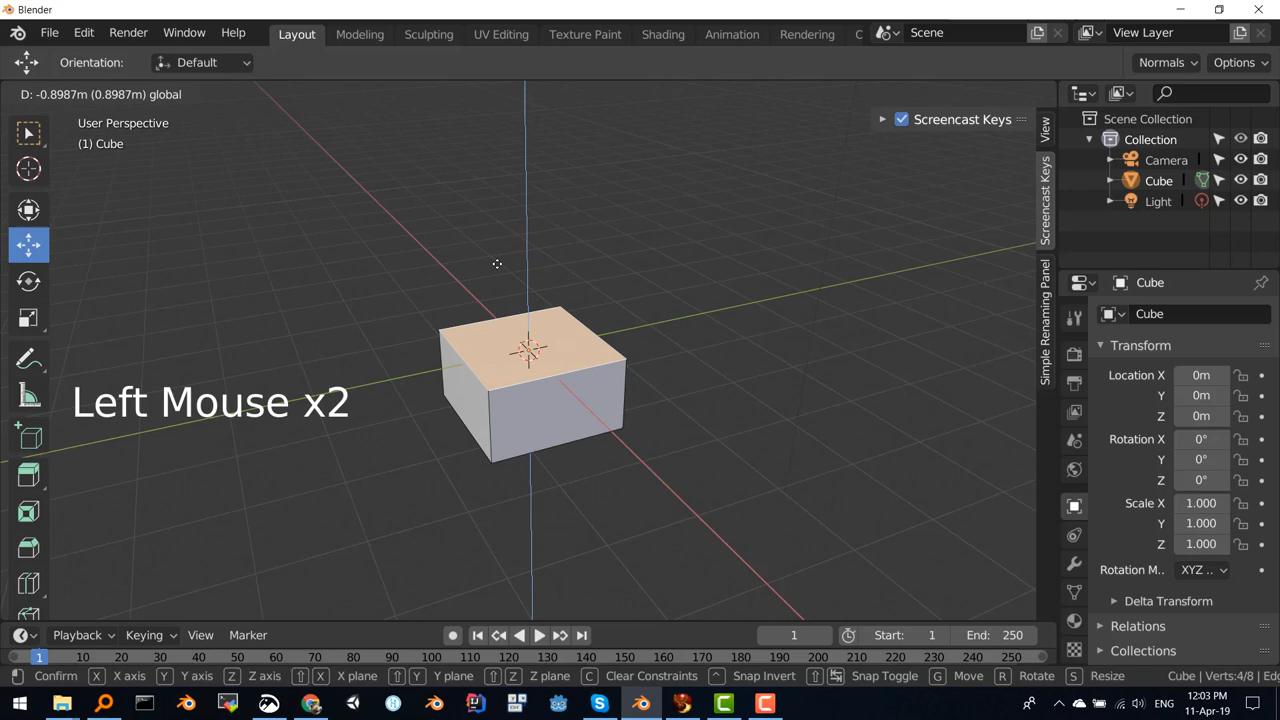 Blender
File Edit Render Window Help Layout Modeling Sculpting UV Editing Texture Paint Shading Animation Rendering C Scene View Layer
Orientation: Default Normals Options
D: -0.8987m (0.8987m) global
User Perspective
(1) Cube
Screencast Keys
View
Screencast Keys
Simple Renaming Panel
Left Mouse x2
Scene Collection
Collection
Camera
Cube
Light
Cube
Cube
Transform
Location X 0m
Y 0m
Z 0m
Rotation X 0°
Y 0°
Z 0°
Scale X 1.000
Y 1.000
Z 1.000
Rotation M.. XYZ ..
Delta Transform
Relations
Collections
Playback Keying View Marker 1 Start: 1 End: 250
1 10 20 30 40 50 60 70 80 90 100 110 120 130 140 150 160 170 180 190 200 210 220 230 240 250
Confirm X X axis Y Y axis Z Z axis X X plane Y Y plane Z Z plane C Clear Constraints ^ Snap Invert Snap Toggle G Move R Rotate S Resize Cube | Verts:4/8 | Edg
ENG
12:03 PM
11-Apr-19